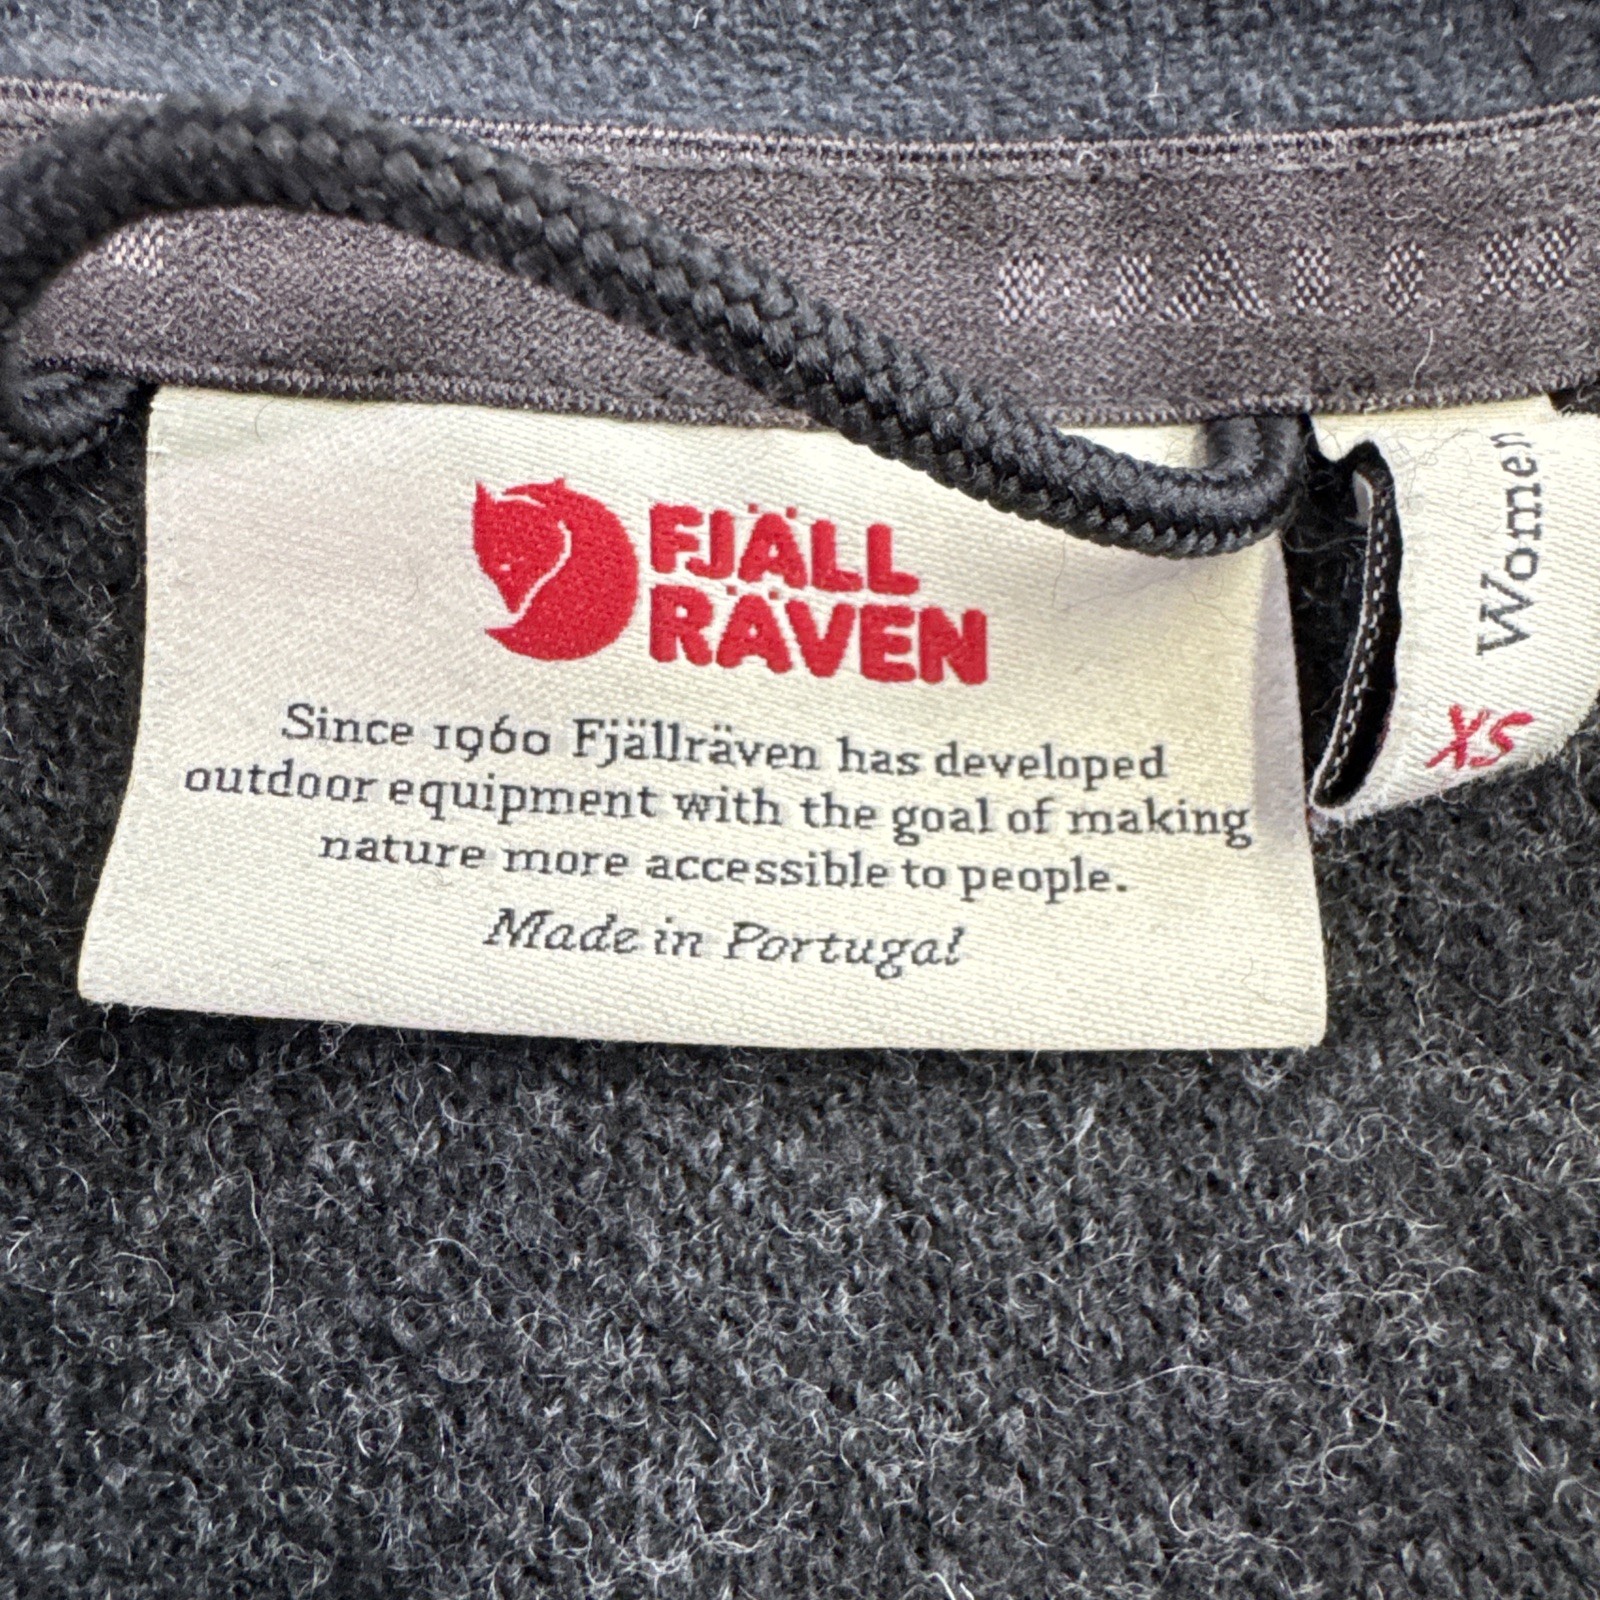 FJÄLL
RÄVEN
Since 1960 Fjällräven has developed
outdoor equipment with the goal of making
nature more accessible to people.
Made in Portugal
Women
XS